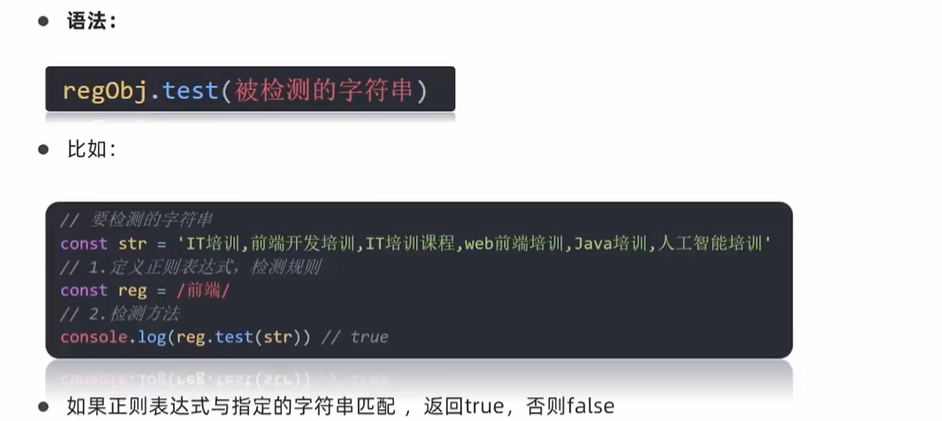 语法：
regObj.test(被检测的字符串)
比如：
// 要检测的字符串
const str = 'IT培训,前端开发培训,IT培训课程,web前端培训,Java培训,人工智能培训'
// 1.定义正则表达式，检测规则
const reg = /前端/
// 2.检测方法
console.log(reg.test(str)) // true
如果正则表达式与指定的字符串匹配 ，返回true，否则false